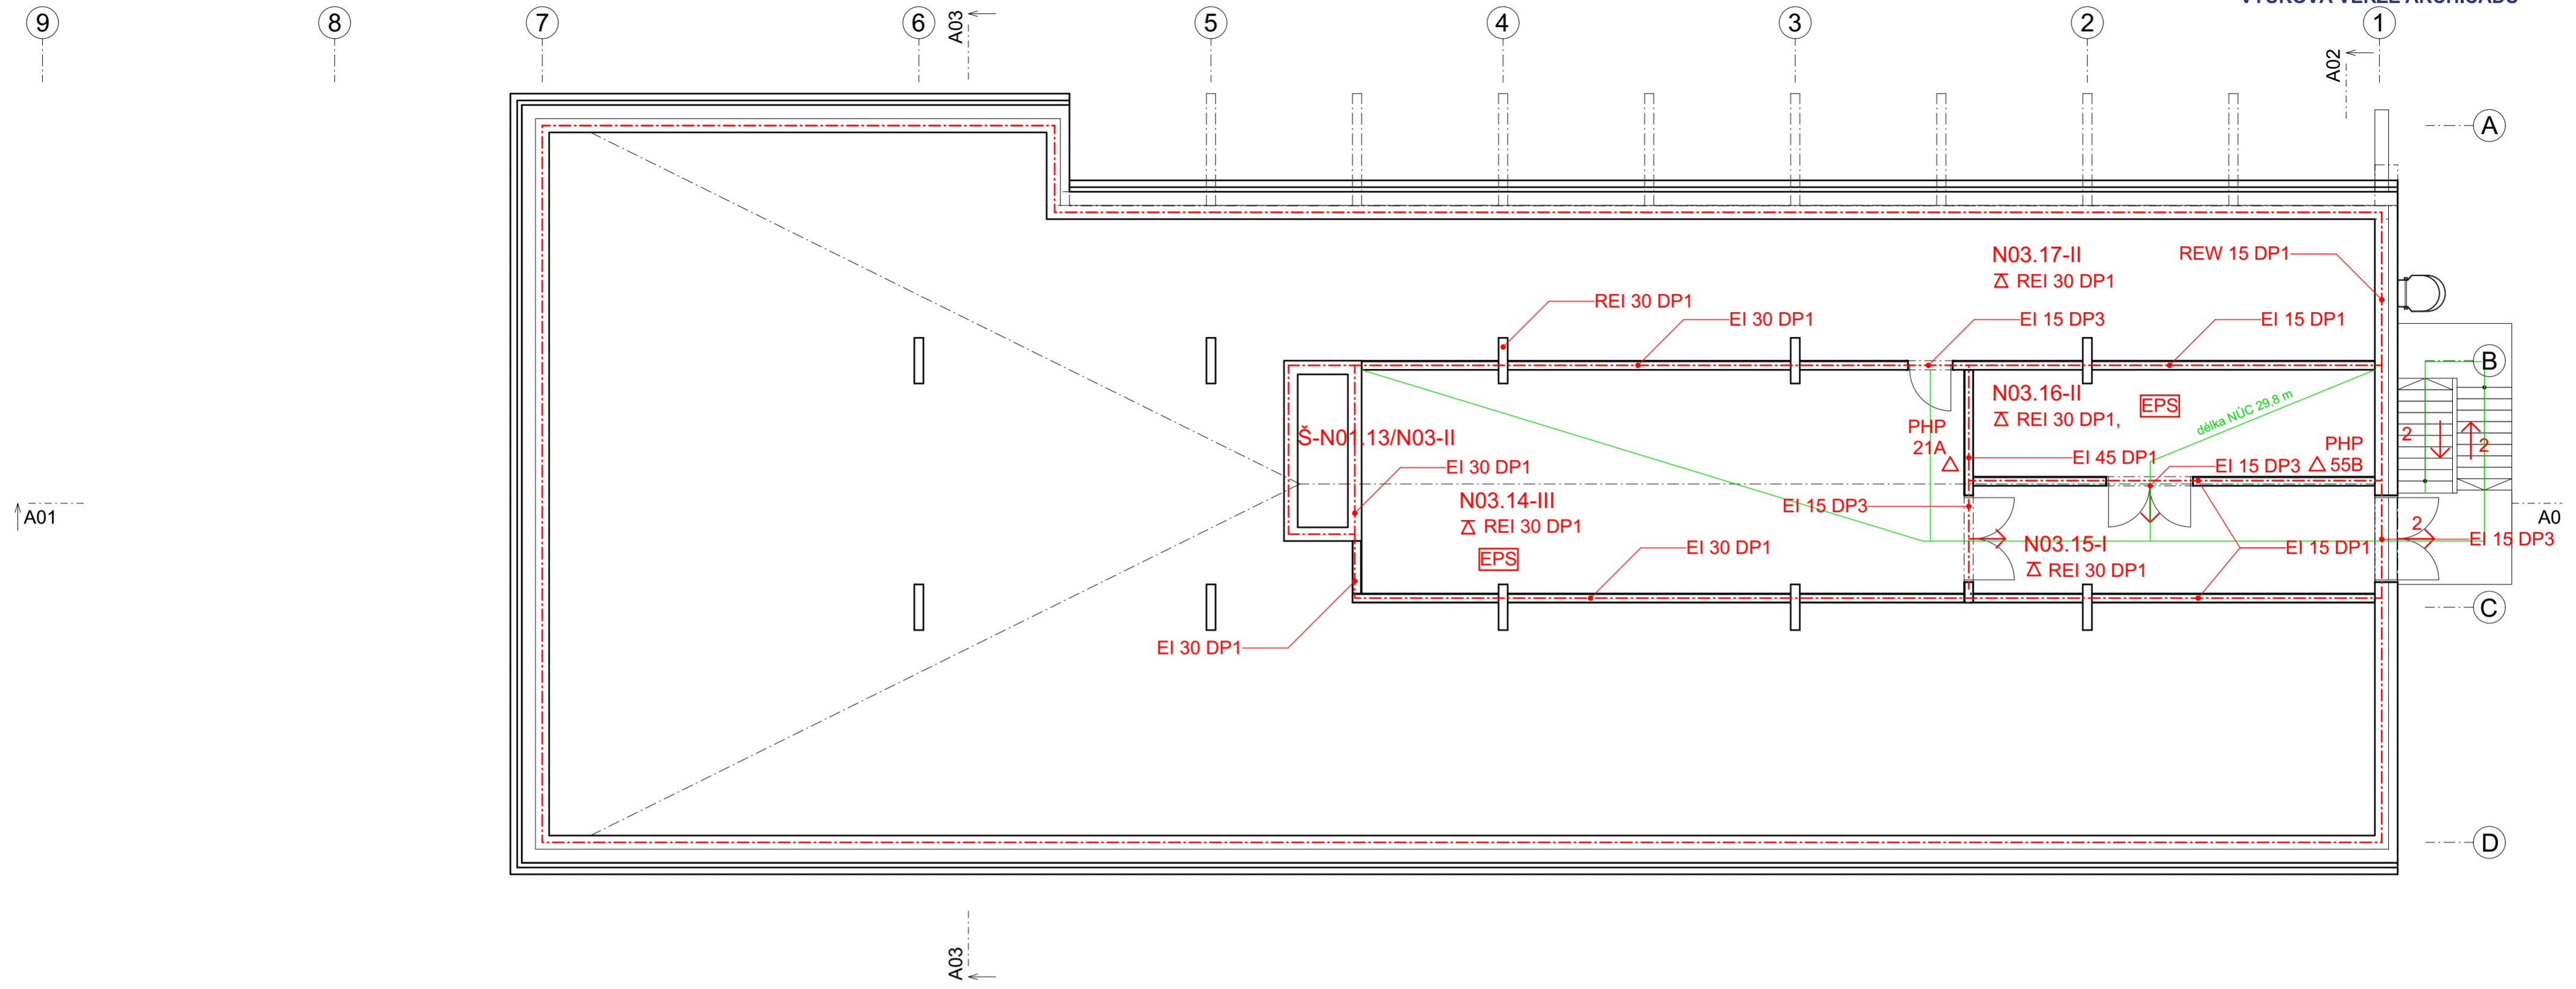 9
8
7
6
A03
5
4
3
2
A02
1
A
N03.17-II
REI 30 DP1
REW 15 DP1
REI 30 DP1
EI 30 DP1
EI 15 DP3
EI 15 DP1
B
N03.16-II
REI 30 DP1,
EPS
délka NÚC 29,8 m
PHP
21A
Š-N01.13/N03-II
EI 30 DP1
EI 45 DP1
EI 15 DP3
PHP
55B
2
2
N03.14-III
REI 30 DP1
EPS
EI 15 DP3
A01
A0
2
EI 15 DP3
EI 30 DP1
N03.15-I
REI 30 DP1
EI 15 DP1
C
EI 30 DP1
D
A03